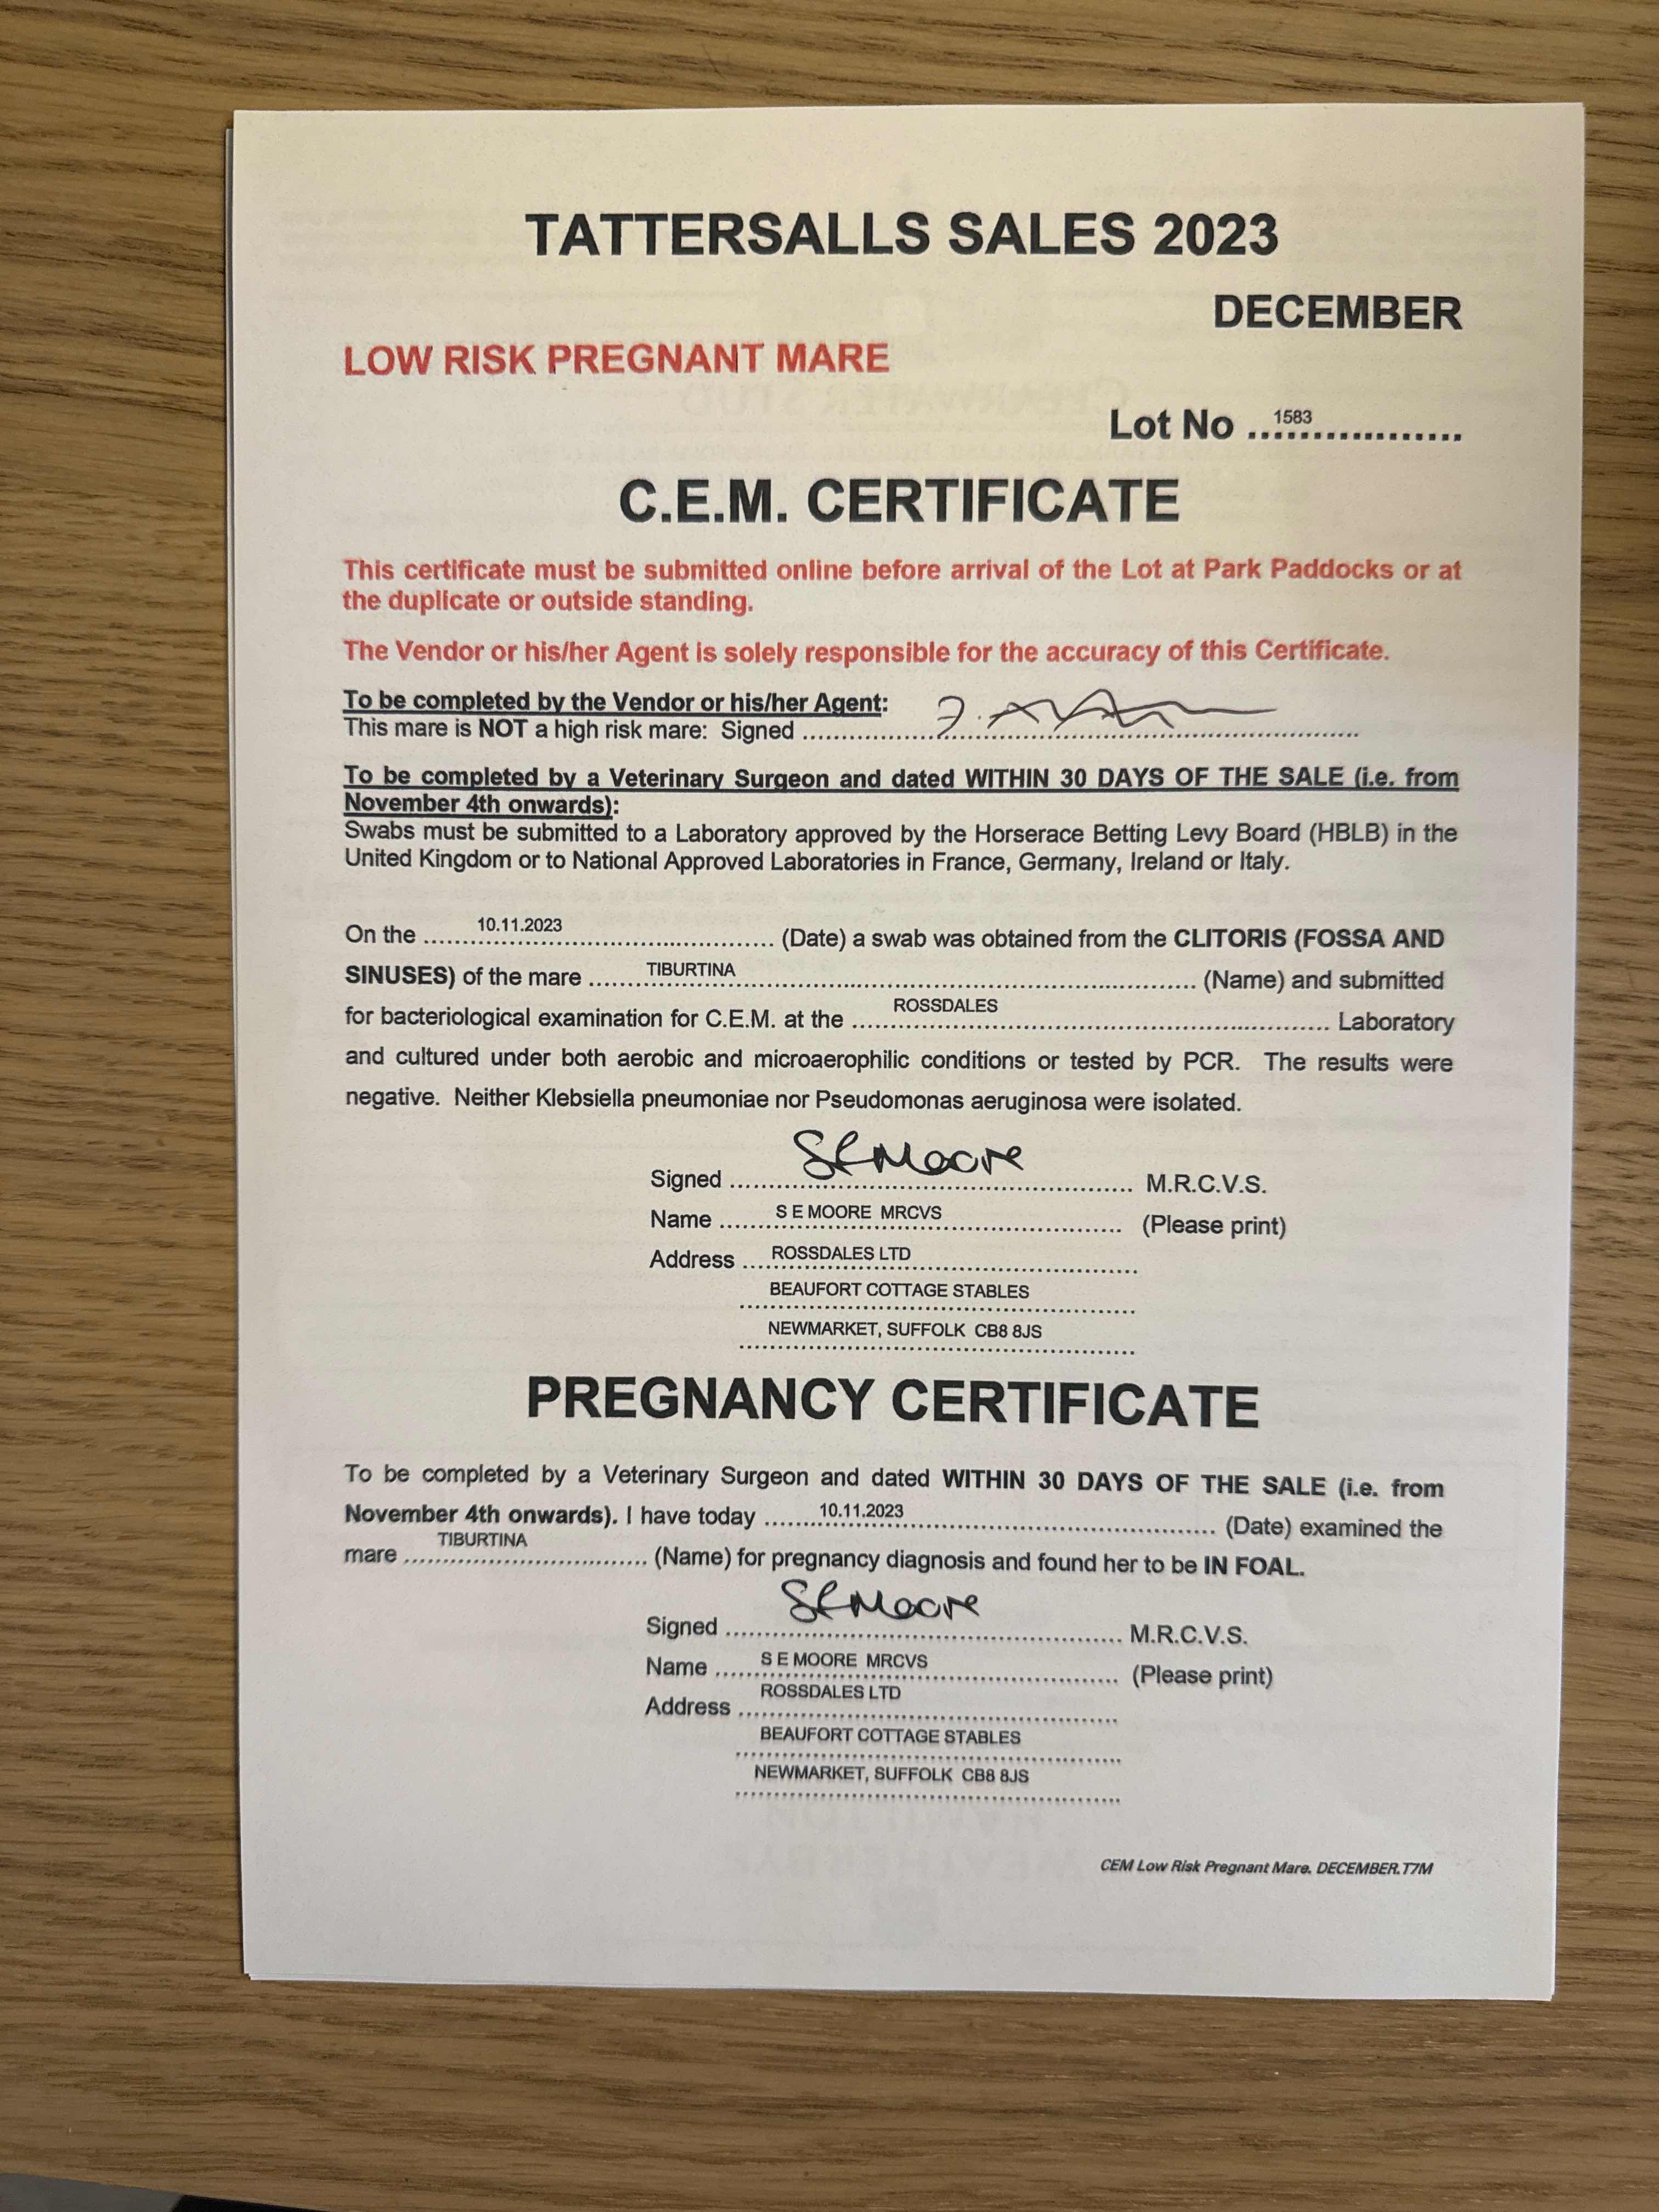 TATTERSALLS SALES 2023
DECEMBER
LOW RISK PREGNANT MARE
Lot No ...1583.................
C.E.M. CERTIFICATE
This certificate must be submitted online before arrival of the Lot at Park Paddocks or at
the duplicate or outside standing.
The Vendor or his/her Agent is solely responsible for the accuracy of this Certificate.
To be completed by the Vendor or his/her Agent:
This mare is NOT a high risk mare: Signed ................
To be completed by a Veterinary Surgeon and dated WITHIN 30 DAYS OF THE SALE (i.e. from
November 4th onwards):
Swabs must be submitted to a Laboratory approved by the Horserace Betting Levy Board (HBLB) in the
United Kingdom or to National Approved Laboratories in France, Germany, Ireland or Italy.
On the ......10.11.2023...................... (Date) a swab was obtained from the CLITORIS (FOSSA AND
SINUSES) of the mare ......TIBURTINA...................... (Name) and submitted
for bacteriological examination for C.E.M. at the ......ROSSDALES...................... Laboratory
and cultured under both aerobic and microaerophilic conditions or tested by PCR. The results were
negative. Neither Klebsiella pneumoniae nor Pseudomonas aeruginosa were isolated.
Signed ......SEMoore...................... M.R.C.V.S.
Name ......S E MOORE MRCVS...................... (Please print)
Address ....ROSSDALES LTD......................
BEAUFORT COTTAGE STABLES
NEWMARKET, SUFFOLK CB8 8JS
PREGNANCY CERTIFICATE
To be completed by a Veterinary Surgeon and dated WITHIN 30 DAYS OF THE SALE (i.e. from
November 4th onwards). I have today ......10.11.2023...................... (Date) examined the
mare ....TIBURTINA.............. (Name) for pregnancy diagnosis and found her to be IN FOAL.
Signed ......SEMoore...................... M.R.C.V.S.
Name ......S E MOORE MRCVS...................... (Please print)
Address ....ROSSDALES LTD......................
BEAUFORT COTTAGE STABLES
NEWMARKET, SUFFOLK CB8 8JS
CEM Low Risk Pregnant Mare. DECEMBER.T7M